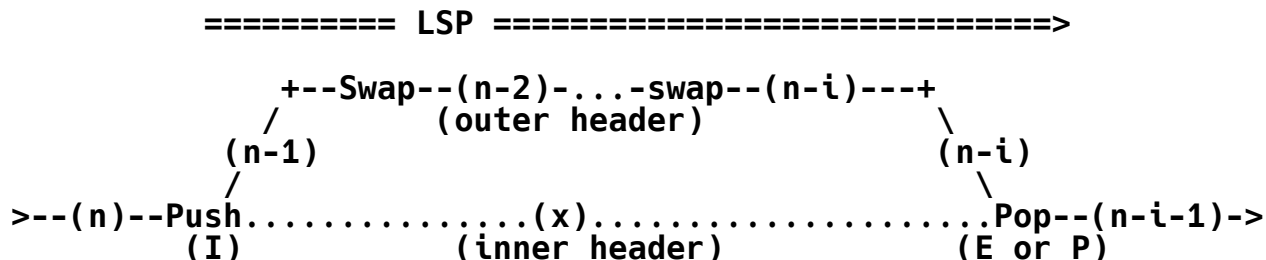 ========== LSP =============================>
+--Swap--(n-2)-...-swap--(n-i)---+
/ (outer header) \
(n-1) (n-i)
/ \
>--(n)--Push...............(x).....................Pop--(n-i-1)->
(I) (inner header) (E or P)